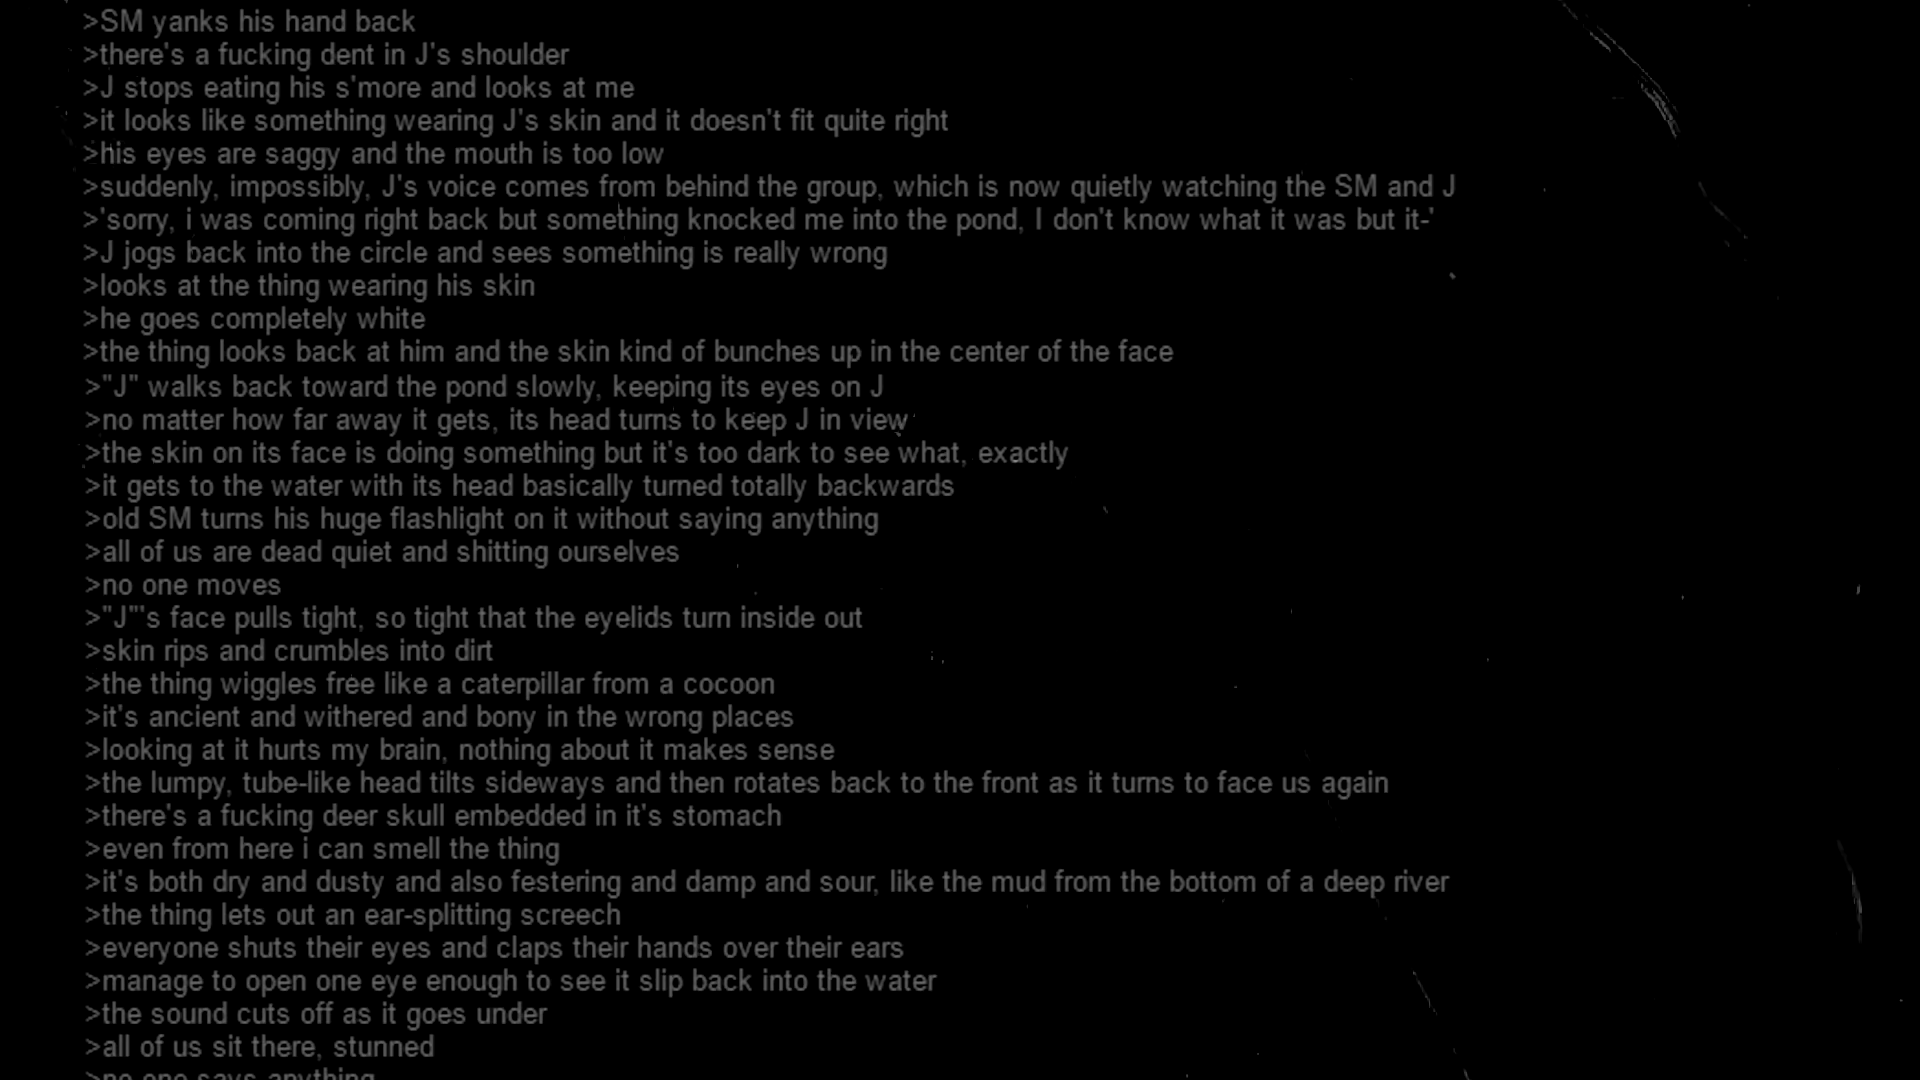 >SM yanks his hand back
>there's a fucking dent in J's shoulder
>J stops eating his s'more and looks at me
>it looks like something wearing J's skin and it doesn't fit quite right
>his eyes are saggy and the mouth is too low
>suddenly, impossibly, J's voice comes from behind the group, which is now quietly watching the SM and J
>'sorry, i was coming right back but something knocked me into the pond, I don't know what it was but it-'
>J jogs back into the circle and sees something is really wrong
>looks at the thing wearing his skin
>he goes completely white
>the thing looks back at him and the skin kind of bunches up in the center of the face
>"J" walks back toward the pond slowly, keeping its eyes on J
>no matter how far away it gets, its head turns to keep J in view
>the skin on its face is doing something but it's too dark to see what, exactly
>it gets to the water with its head basically turned totally backwards
>old SM turns his huge flashlight on it without saying anything
>all of us are dead quiet and shitting ourselves
>no one moves
>"J"'s face pulls tight, so tight that the eyelids turn inside out
>skin rips and crumbles into dirt
>the thing wiggles free like a caterpillar from a cocoon
>it's ancient and withered and bony in the wrong places
>looking at it hurts my brain, nothing about it makes sense
>the lumpy, tube-like head tilts sideways and then rotates back to the front as it turns to face us again
>there's a fucking deer skull embedded in it's stomach
>even from here i can smell the thing
>it's both dry and dusty and also festering and damp and sour, like the mud from the bottom of a deep river
>the thing lets out an ear-splitting screech
>everyone shuts their eyes and claps their hands over their ears
>manage to open one eye enough to see it slip back into the water
>the sound cuts off as it goes under
>all of us sit there, stunned
>no one says anything